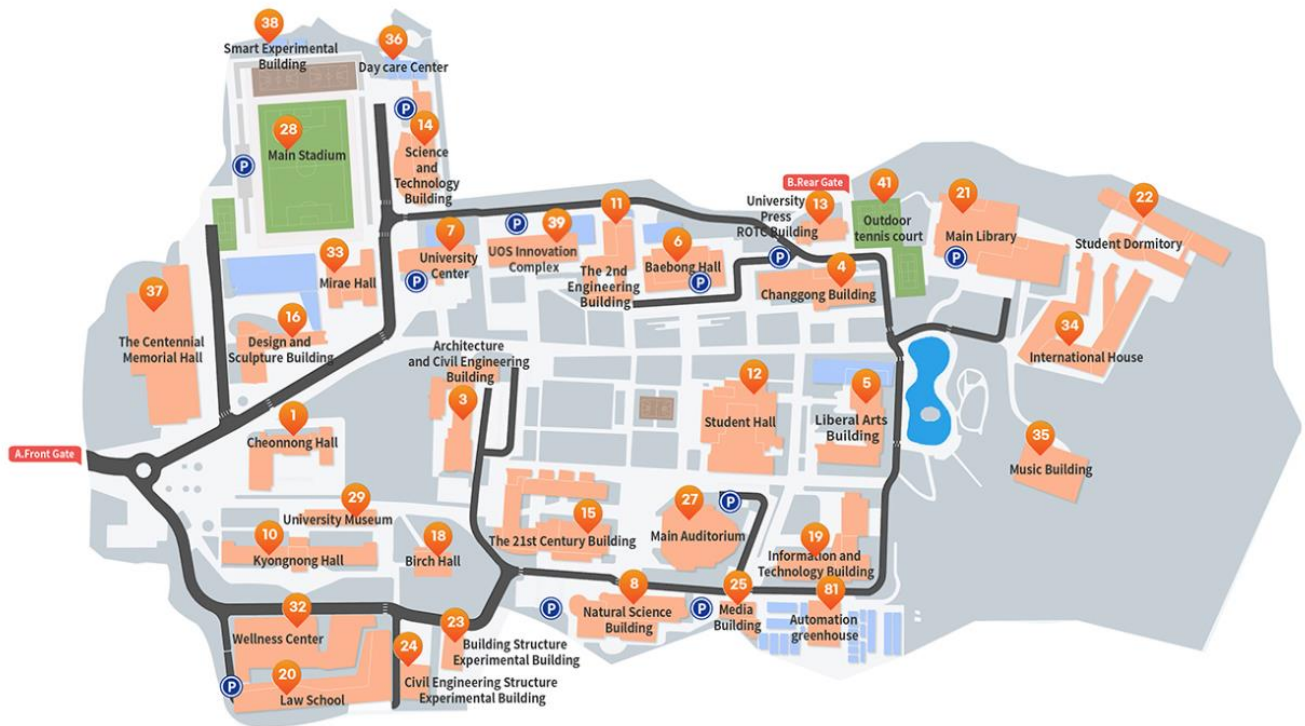 38
Smart Experimental
Building
36
Day care Center
P
14
Science
and
Technology
Building
28
Main Stadium
P
B.Rear Gate
41
Outdoor
tennis court
21
Main Library
P
22
Student Dormitory
13
University
Press
ROTC Building
11
The 2nd
Engineering
Building
39
UOS Innovation
Complex
P
7
University
Center
P
6
Baebong Hall
P
P
4
Changgong Building
33
Mirae Hall
37
The Centennial
Memorial Hall
16
Design and
Sculpture Building
34
International House
Architecture
and Civil Engineering
Building
3
12
Student Hall
5
Liberal Arts
Building
1
Cheonnong Hall
35
Music Building
A.Front Gate
29
University Museum
10
Kyongnong Hall
18
Birch Hall
15
The 21st Century Building
27
Main Auditorium
P
19
Information and
Technology Building
8
Natural Science
Building
P
P
25
Media
Building
81
Automation
greenhouse
32
Wellness Center
23
Building Structure
Experimental Building
24
Civil Engineering Structure
Experimental Building
20
Law School
P